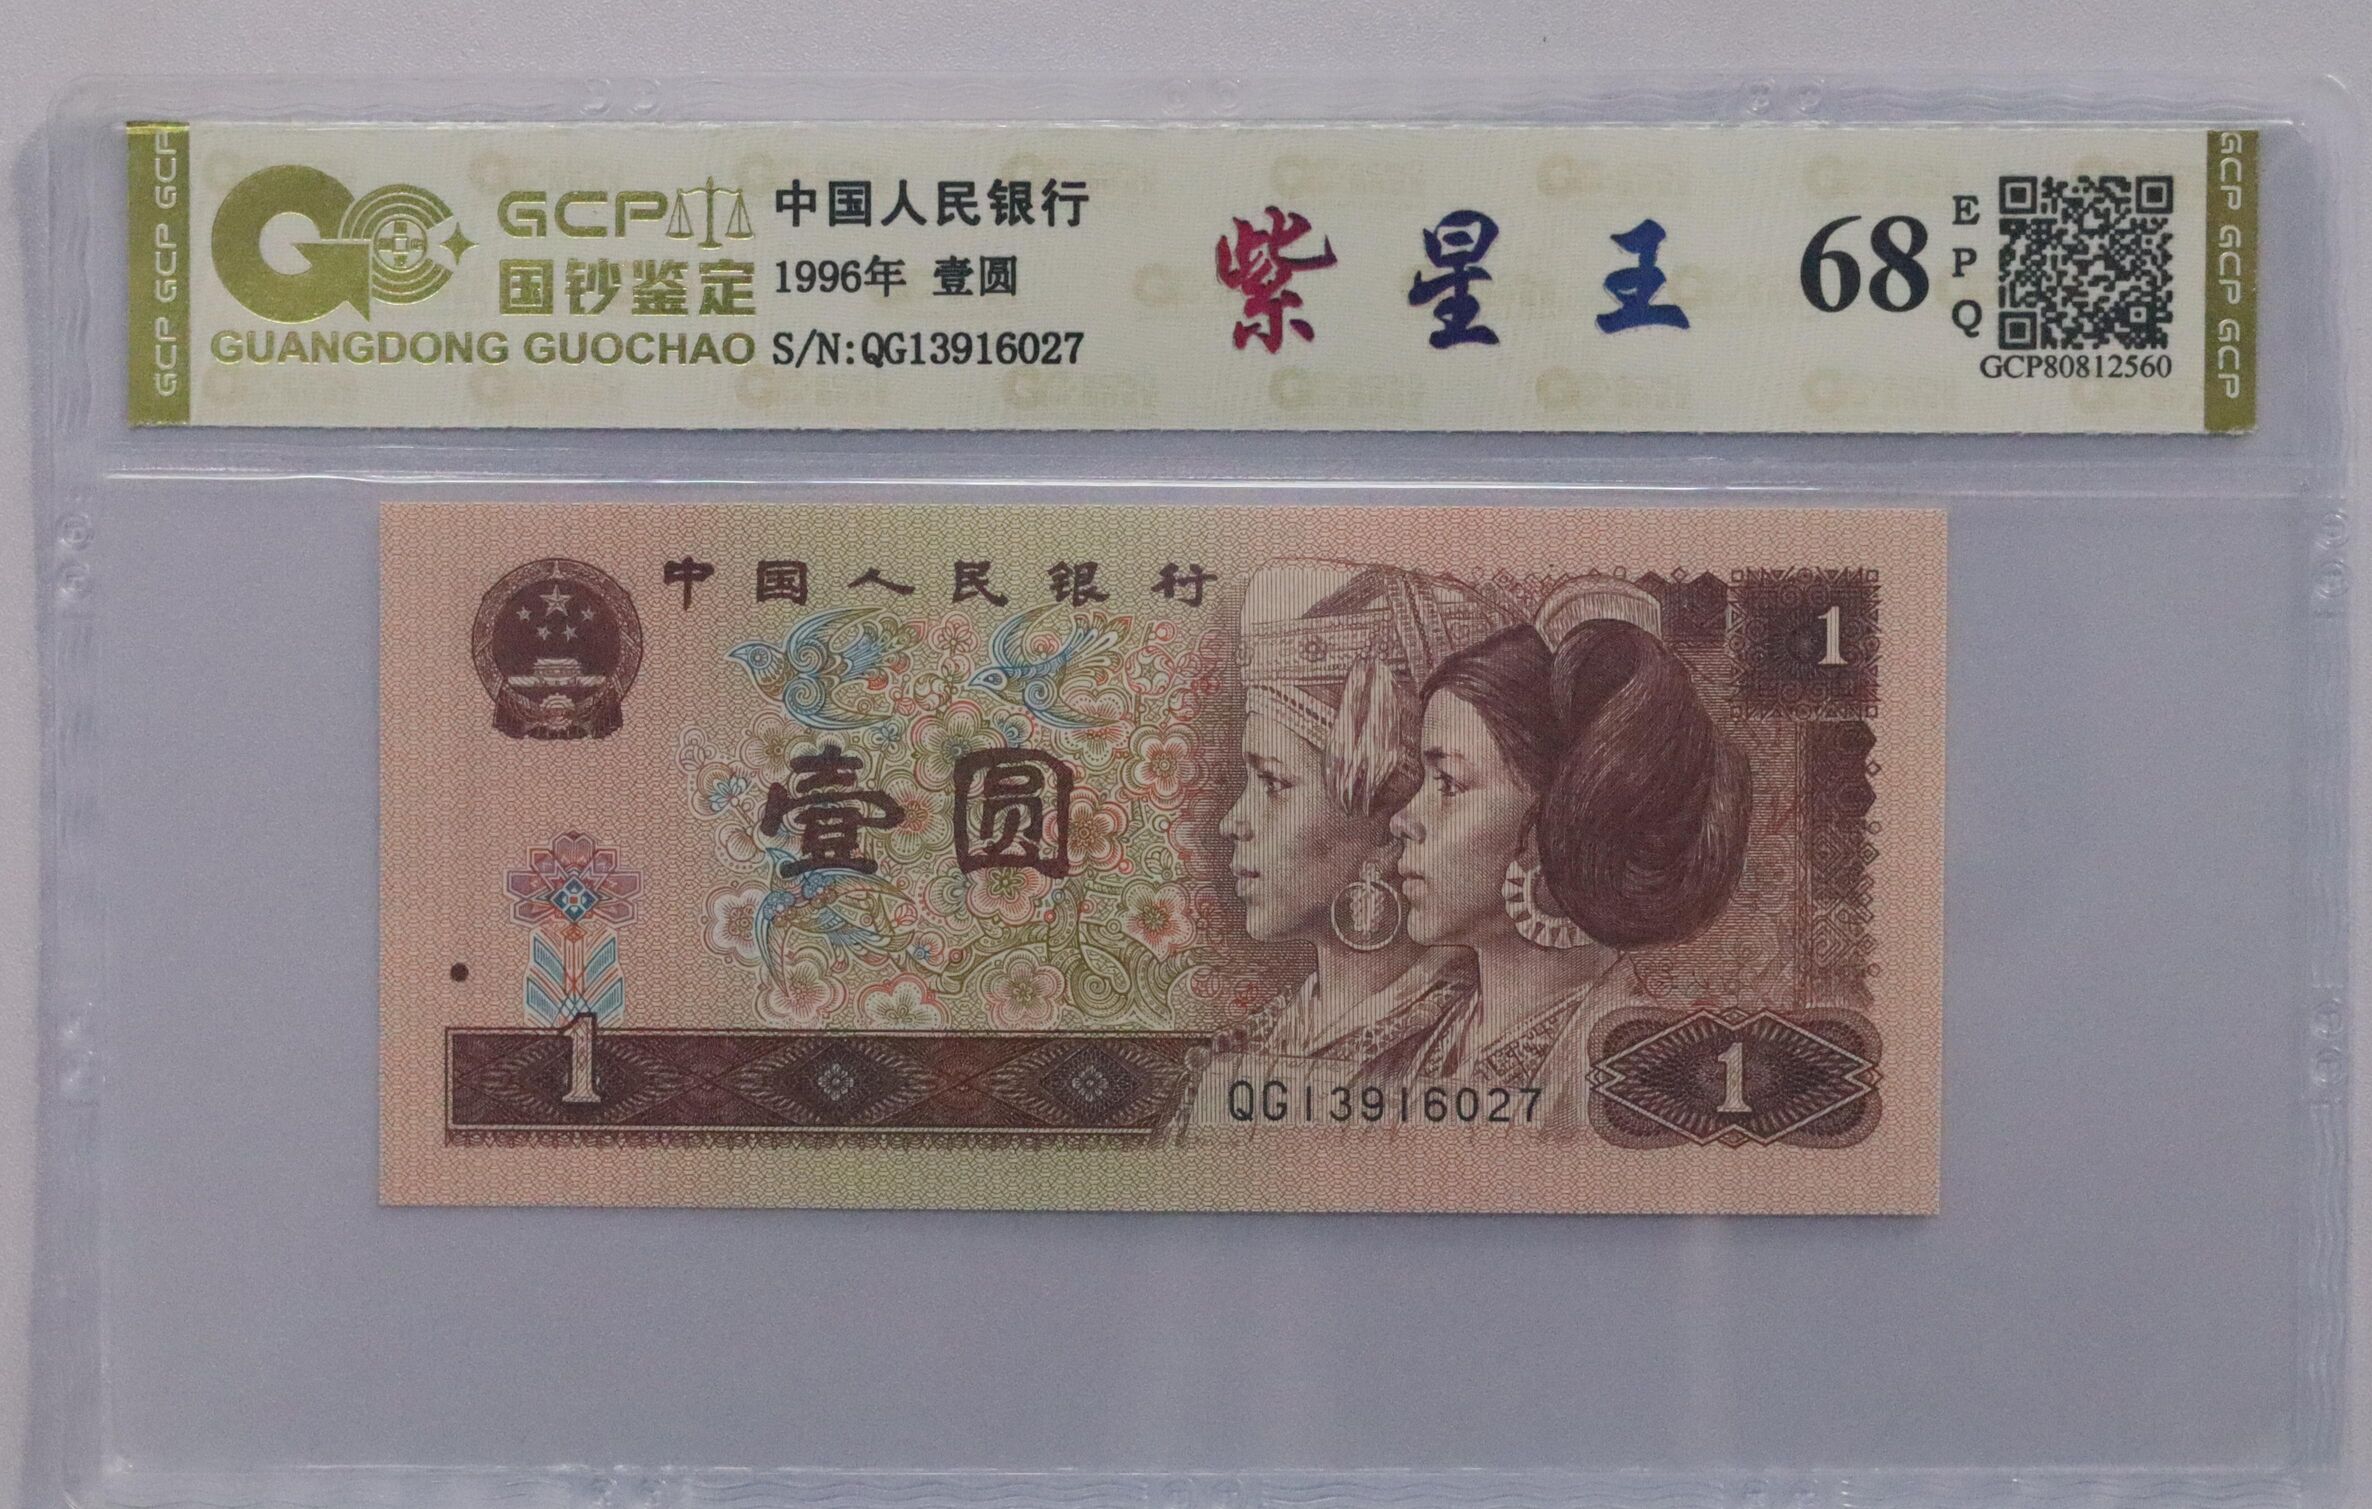 GCP GCP GCP
GCP
国钞鉴定
GUANGDONG GUOCHAO
中国人民银行
1996年 壹圆
S/N:QG13916027
紫星王
68
EPQ
GCP80812560
GCP GCP GCP
中国人民银行
1
壹圆
1
QG13916027
1